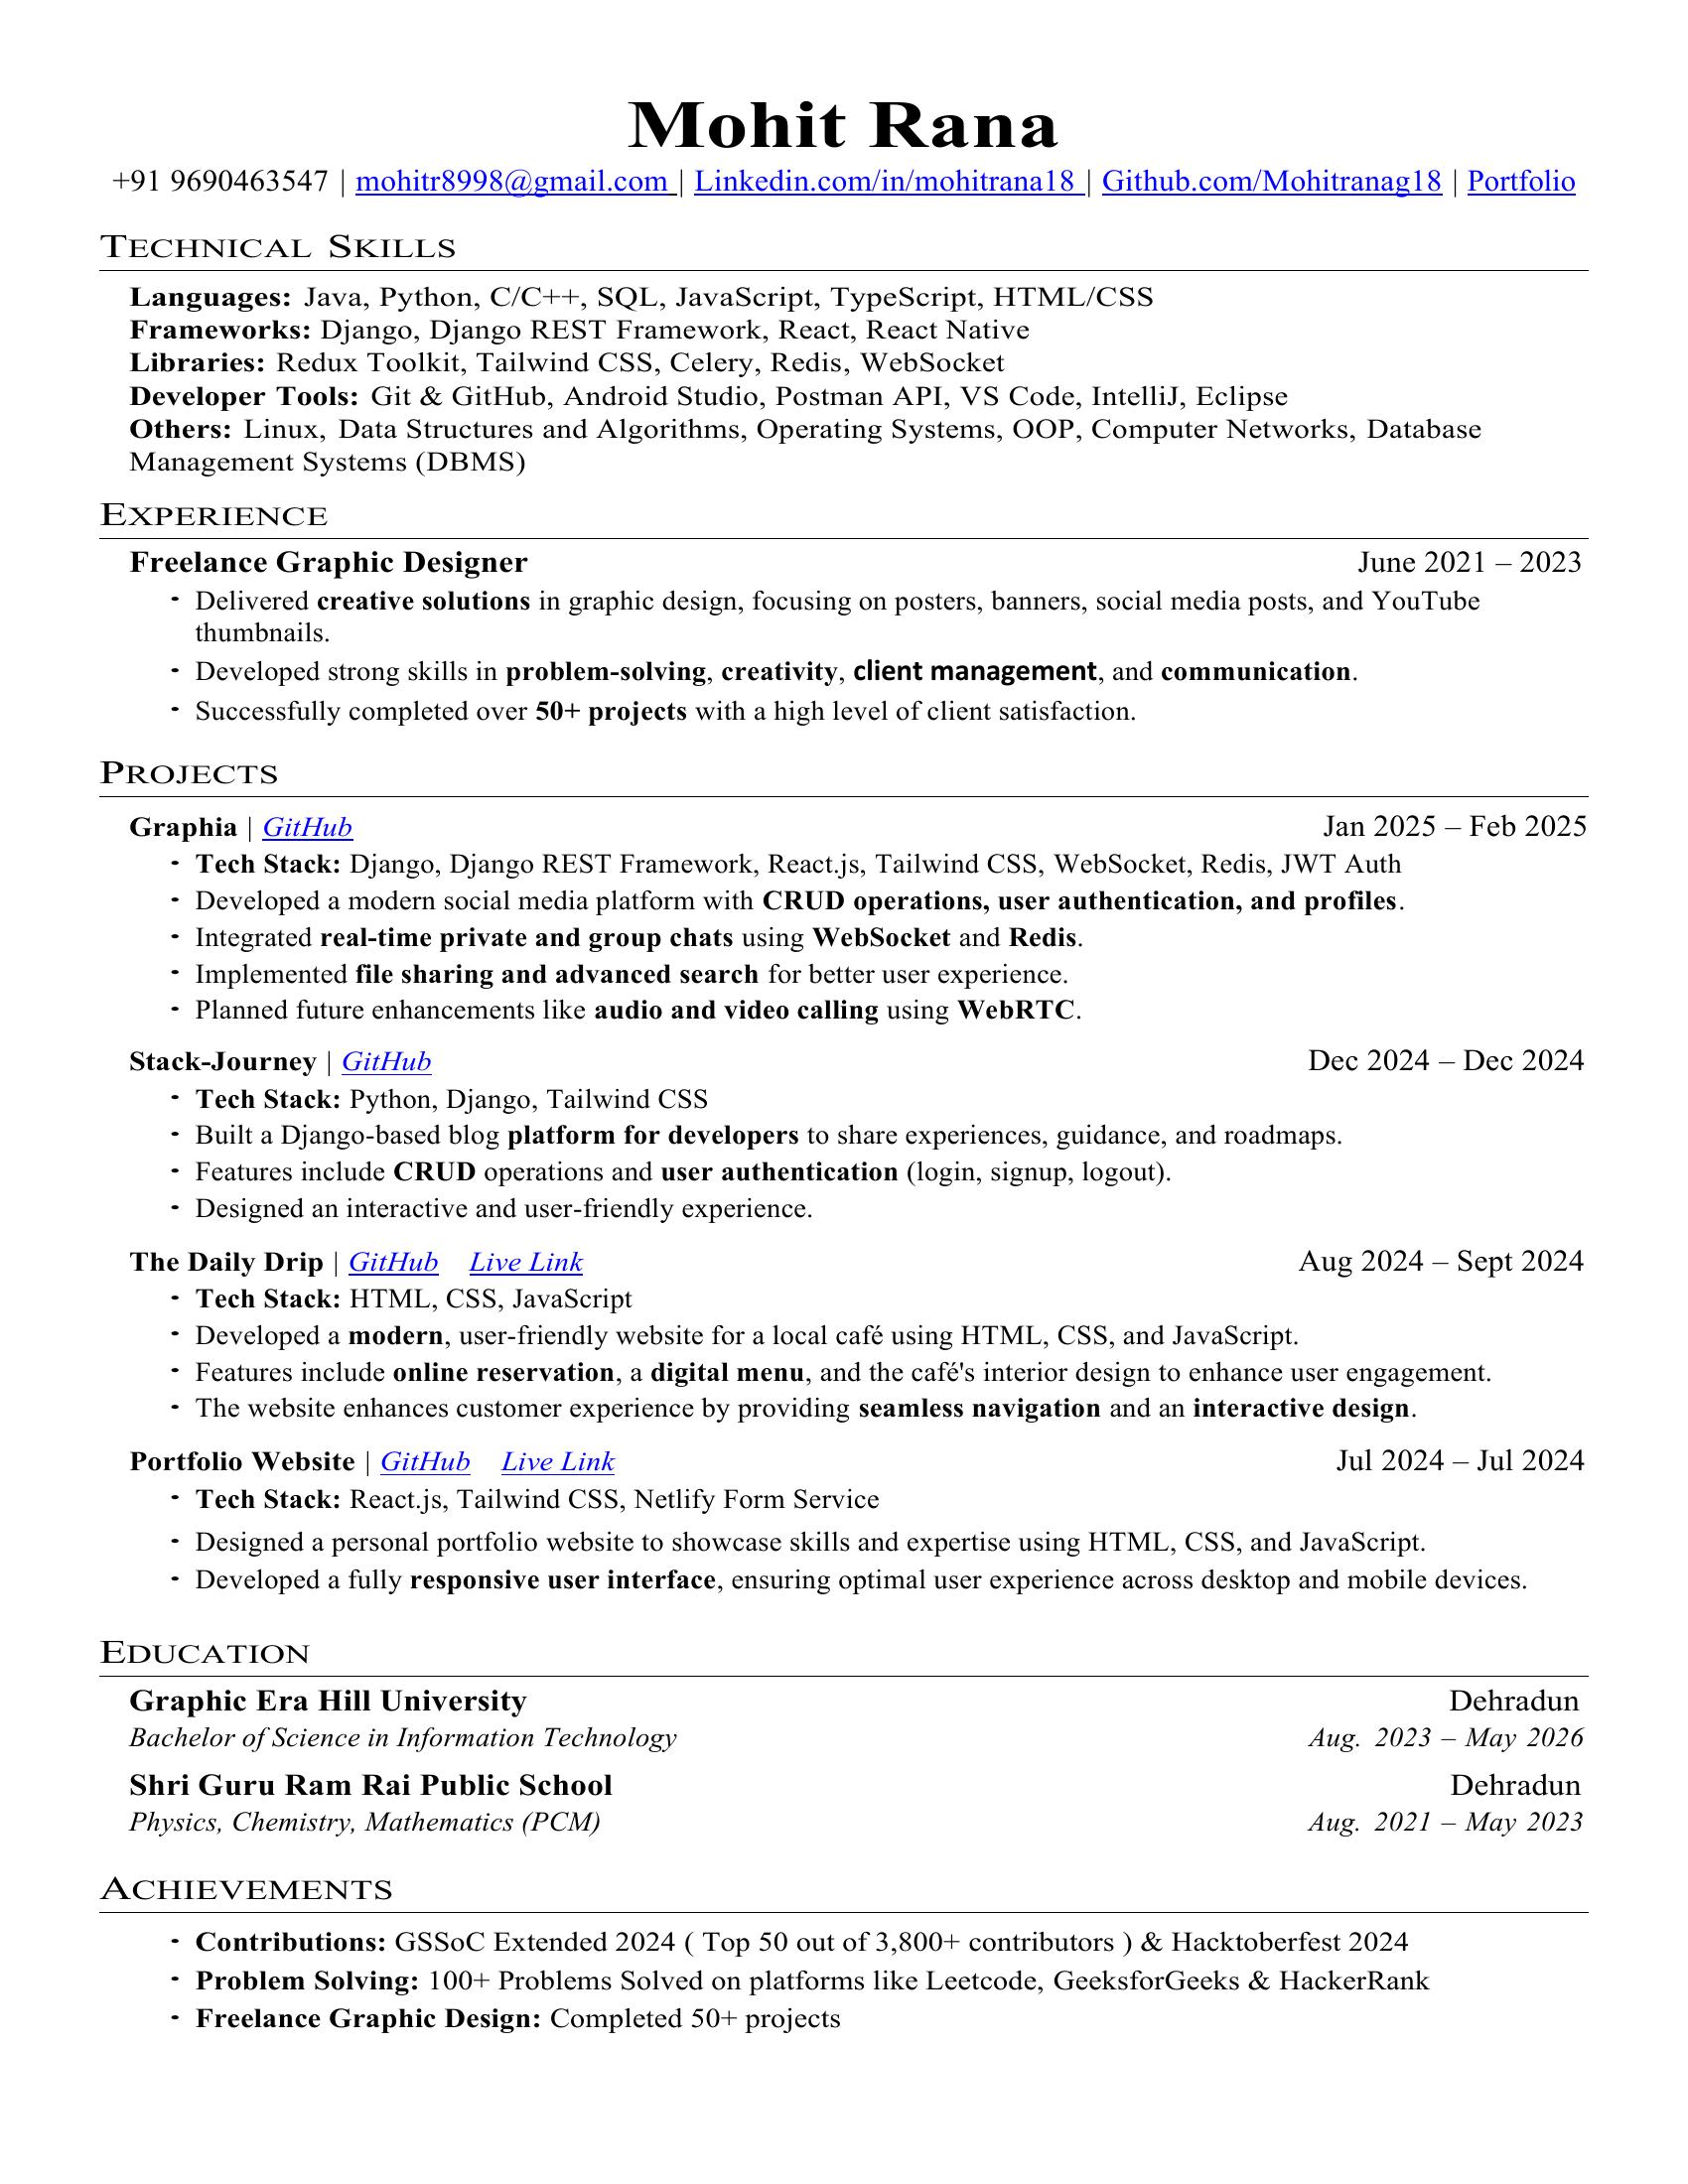 Mohit Rana
+91 9690463547 | mohitr8998@gmail.com | Linkedin.com/in/mohitrana18 | Github.com/Mohitranag18 | Portfolio
TECHNICAL SKILLS
Languages: Java, Python, C/C++, SQL, JavaScript, TypeScript, HTML/CSS
Frameworks: Django, Django REST Framework, React, React Native
Libraries: Redux Toolkit, Tailwind CSS, Celery, Redis, WebSocket
Developer Tools: Git & GitHub, Android Studio, Postman API, VS Code, IntelliJ, Eclipse
Others: Linux, Data Structures and Algorithms, Operating Systems, OOP, Computer Networks, Database
Management Systems (DBMS)
EXPERIENCE
Freelance Graphic Designer June 2021 – 2023
- Delivered creative solutions in graphic design, focusing on posters, banners, social media posts, and YouTube
thumbnails.
- Developed strong skills in problem-solving, creativity, client management, and communication.
- Successfully completed over 50+ projects with a high level of client satisfaction.
PROJECTS
Graphia | GitHub Jan 2025 – Feb 2025
- Tech Stack: Django, Django REST Framework, React.js, Tailwind CSS, WebSocket, Redis, JWT Auth
- Developed a modern social media platform with CRUD operations, user authentication, and profiles.
- Integrated real-time private and group chats using WebSocket and Redis.
- Implemented file sharing and advanced search for better user experience.
- Planned future enhancements like audio and video calling using WebRTC.
Stack-Journey | GitHub Dec 2024 – Dec 2024
- Tech Stack: Python, Django, Tailwind CSS
- Built a Django-based blog platform for developers to share experiences, guidance, and roadmaps.
- Features include CRUD operations and user authentication (login, signup, logout).
- Designed an interactive and user-friendly experience.
The Daily Drip | GitHub Live Link Aug 2024 – Sept 2024
- Tech Stack: HTML, CSS, JavaScript
- Developed a modern, user-friendly website for a local café using HTML, CSS, and JavaScript.
- Features include online reservation, a digital menu, and the café's interior design to enhance user engagement.
- The website enhances customer experience by providing seamless navigation and an interactive design.
Portfolio Website | GitHub Live Link Jul 2024 – Jul 2024
- Tech Stack: React.js, Tailwind CSS, Netlify Form Service
- Designed a personal portfolio website to showcase skills and expertise using HTML, CSS, and JavaScript.
- Developed a fully responsive user interface, ensuring optimal user experience across desktop and mobile devices.
EDUCATION
Graphic Era Hill University Dehradun
Bachelor of Science in Information Technology Aug. 2023 – May 2026
Shri Guru Ram Rai Public School Dehradun
Physics, Chemistry, Mathematics (PCM) Aug. 2021 – May 2023
ACHIEVEMENTS
- Contributions: GSSoC Extended 2024 ( Top 50 out of 3,800+ contributors ) & Hacktoberfest 2024
- Problem Solving: 100+ Problems Solved on platforms like Leetcode, GeeksforGeeks & HackerRank
- Freelance Graphic Design: Completed 50+ projects